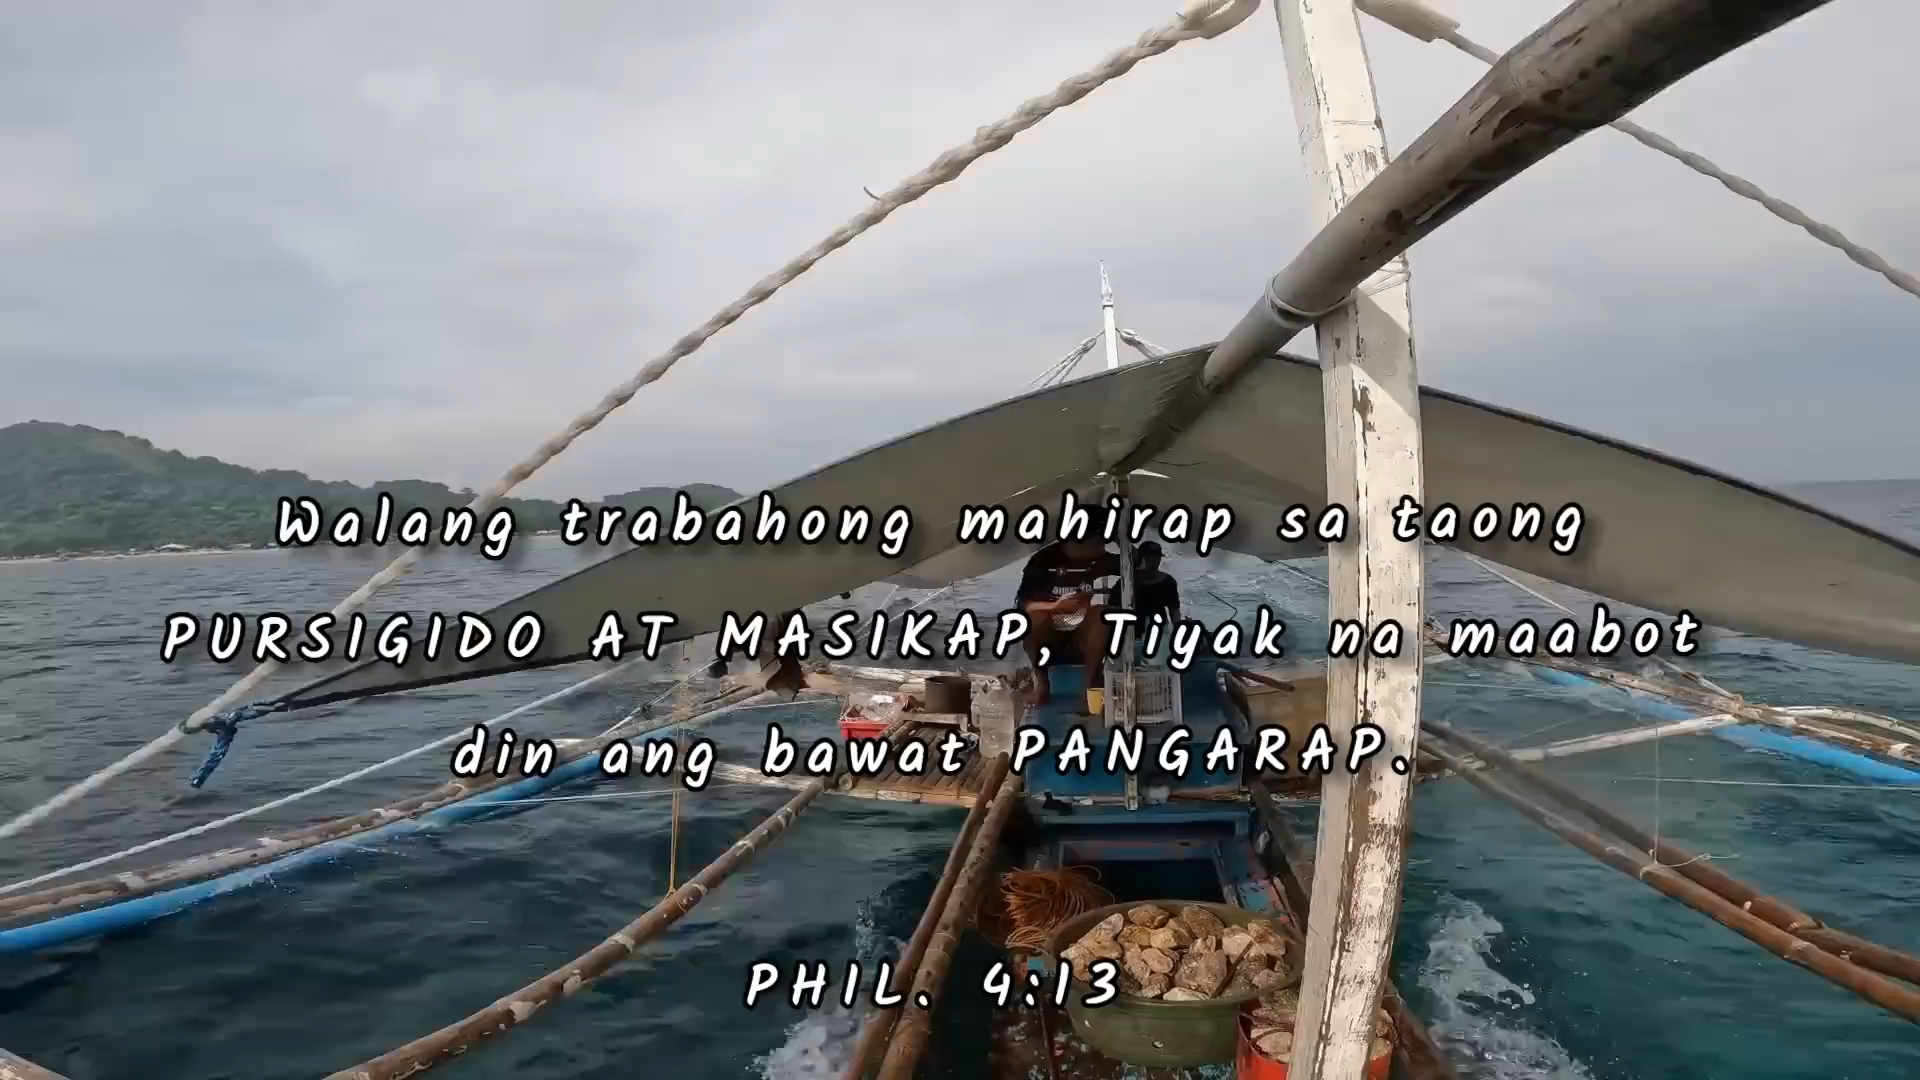 Walang trabahong mahirap sa taong
PURSIGIDO AT MASIKAP, Tiyak na maabot
din ang bawat PANGARAP.
PHIL. 4:13